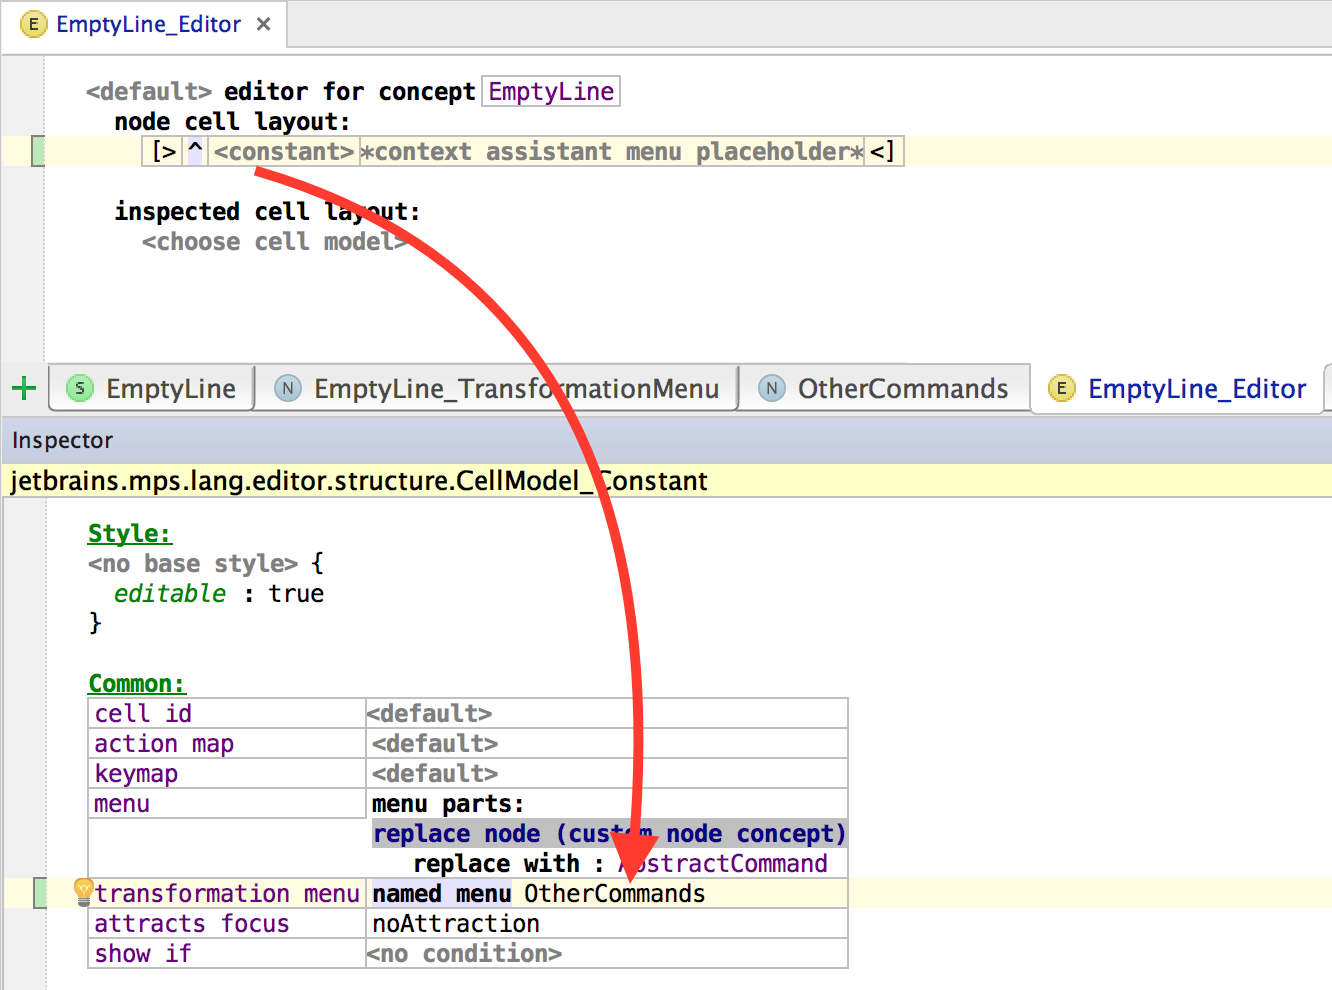 E EmptyLine_Editor ×
<default> editor for concept EmptyLine
node cell layout:
[> ^ <constant> *context assistant menu placeholder* <]
inspected cell layout:
<choose cell model>
+ S EmptyLine N EmptyLine_TransformationMenu N OtherCommands E EmptyLine_Editor
Inspector
jetbrains.mps.lang.editor.structure.CellModel_Constant
Style:
<no base style> {
editable : true
}
Common:
cell id <default>
action map <default>
keymap <default>
menu menu parts:
replace node (custom node concept)
replace with : AbstractCommand
transformation menu named menu OtherCommands
attracts focus noAttraction
show if <no condition>